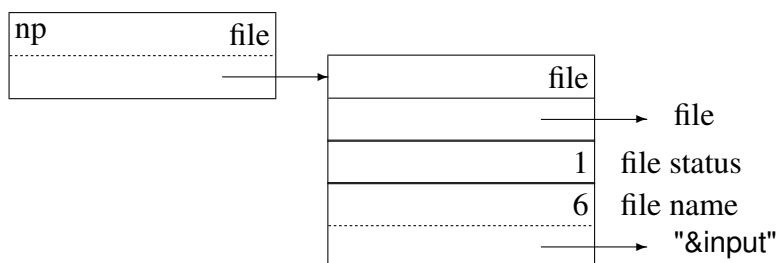 np file
file
file
1 file status
6 file name
"&input"